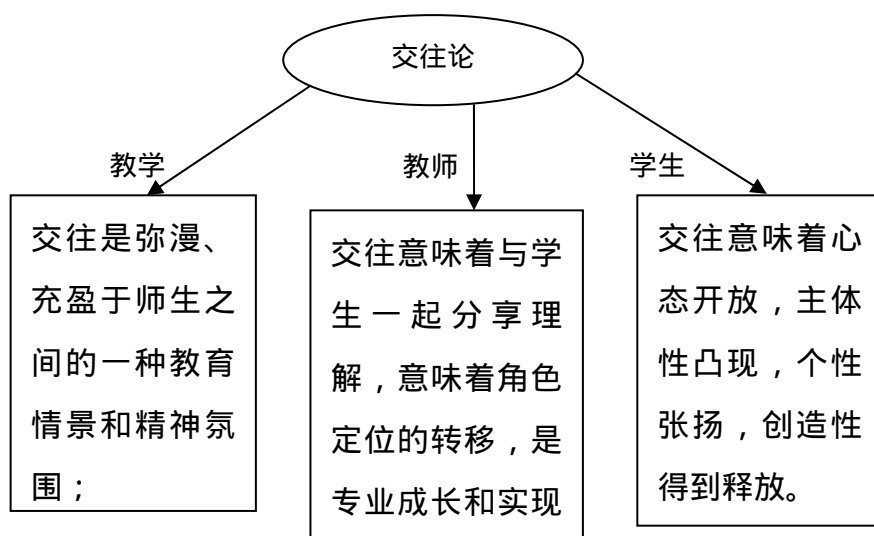 交往论
教学
教师
学生
交往是弥漫、
充盈于师生之
间的一种教育
情景和精神氛
围；
交往意味着与学
生一起分享理
解，意味着角色
定位的转移，是
专业成长和实现
交往意味着心
态开放，主体
性凸现，个性
张扬，创造性
得到释放。